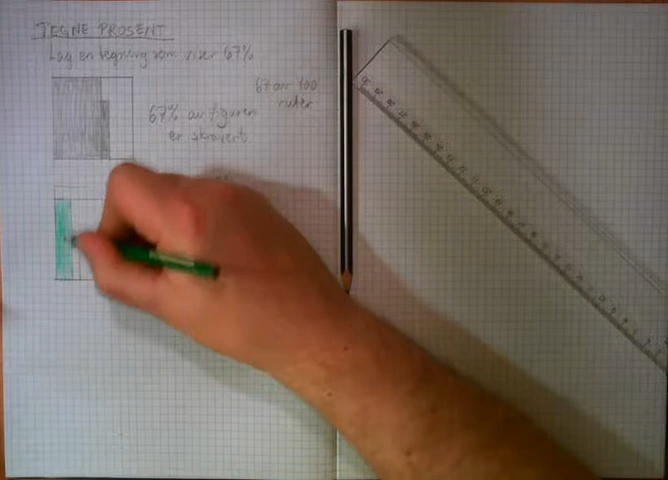 TEGNE PROSENT
Lag en tegning som viser 67%
67 av 100
ruter
67% av figuren
er skravert